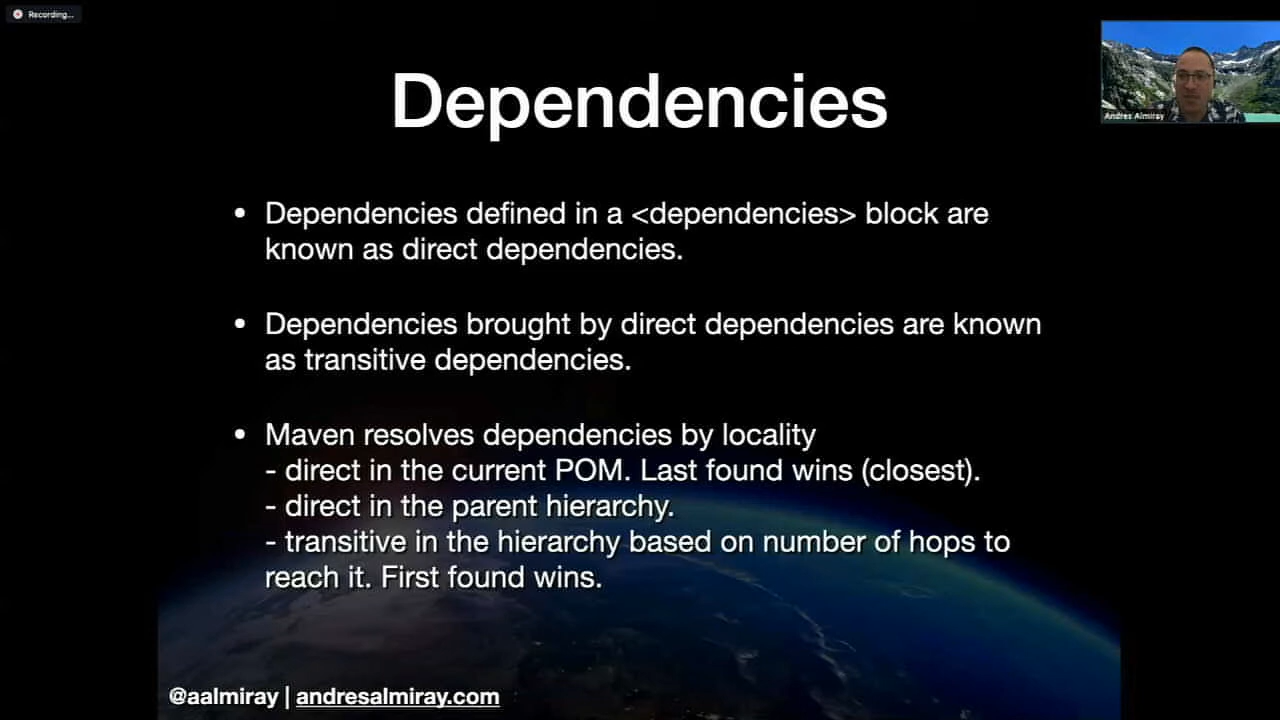 Recording...
Andres Almiray
Dependencies
• Dependencies defined in a <dependencies> block are
known as direct dependencies.
• Dependencies brought by direct dependencies are known
as transitive dependencies.
• Maven resolves dependencies by locality
- direct in the current POM. Last found wins (closest).
- direct in the parent hierarchy.
- transitive in the hierarchy based on number of hops to
reach it. First found wins.
@aalmiray | andresalmiray.com